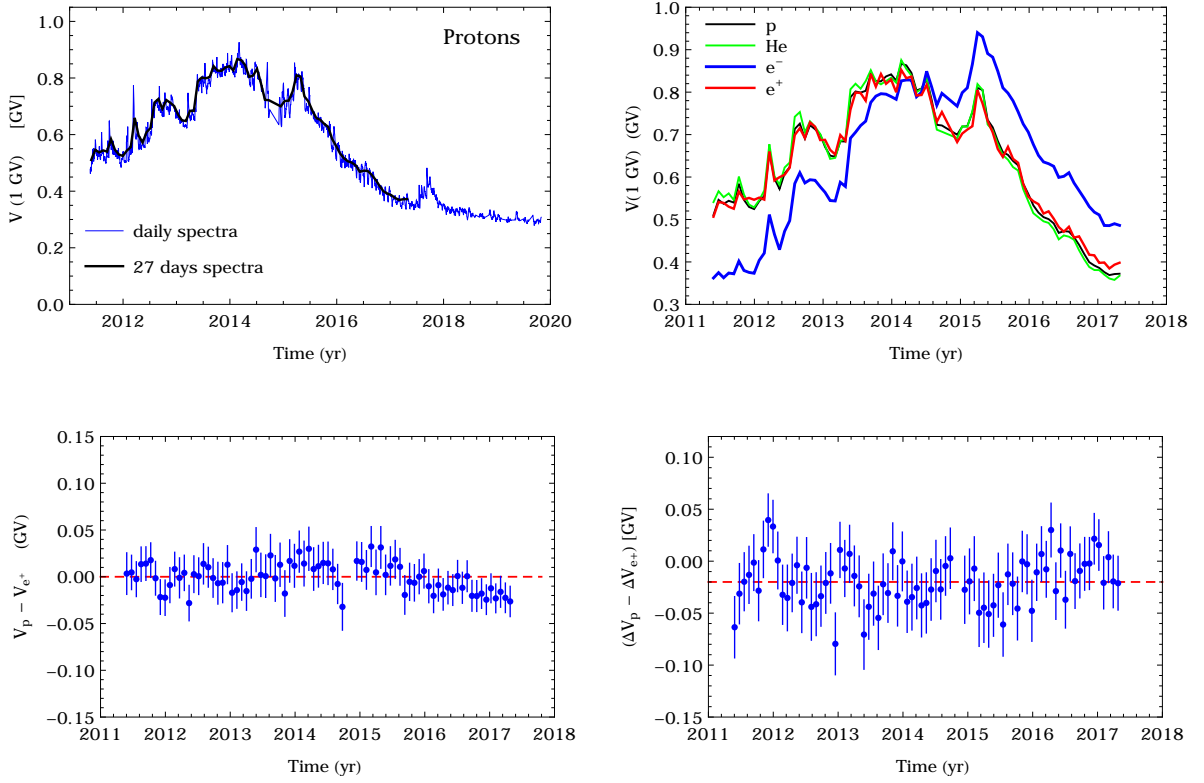 Protons
V (1 GV) [GV]
1.0
0.8
0.6
0.4
0.2
0.0
daily spectra
27 days spectra
2012 2014 2016 2018 2020
Time (yr)
p
He
e−
e+
V(1 GV) (GV)
1.0
0.9
0.8
0.7
0.6
0.5
0.4
0.3
2011 2012 2013 2014 2015 2016 2017 2018
Time (yr)
Vp − Ve+ (GV)
0.15
0.10
0.05
0.00
−0.05
−0.10
−0.15
2011 2012 2013 2014 2015 2016 2017 2018
Time (yr)
(ΔVp − ΔVe+) [GV]
0.10
0.05
0.00
−0.05
−0.10
−0.15
2011 2012 2013 2014 2015 2016 2017 2018
Time (yr)